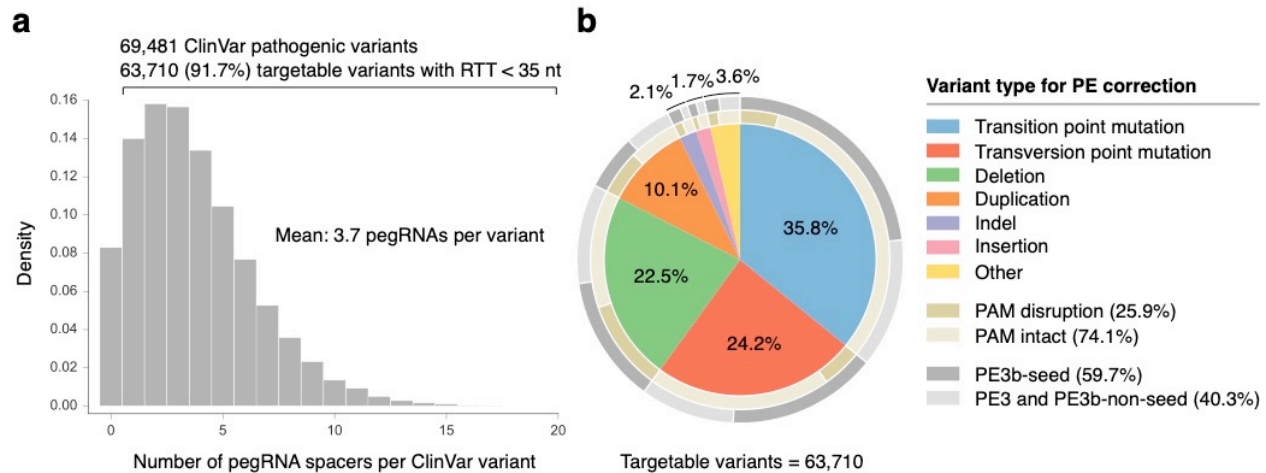 a
69,481 ClinVar pathogenic variants
63,710 (91.7%) targetable variants with RTT < 35 nt
0.16
0.14
0.12
0.10
0.08
0.06
0.04
0.02
0.00
Density
Mean: 3.7 pegRNAs per variant
0 5 10 15 20
Number of pegRNA spacers per ClinVar variant
b
2.1% 1.7% 3.6%
10.1%
35.8%
22.5%
24.2%
Targetable variants = 63,710
Variant type for PE correction
Transition point mutation
Transversion point mutation
Deletion
Duplication
Indel
Insertion
Other
PAM disruption (25.9%)
PAM intact (74.1%)
PE3b-seed (59.7%)
PE3 and PE3b-non-seed (40.3%)